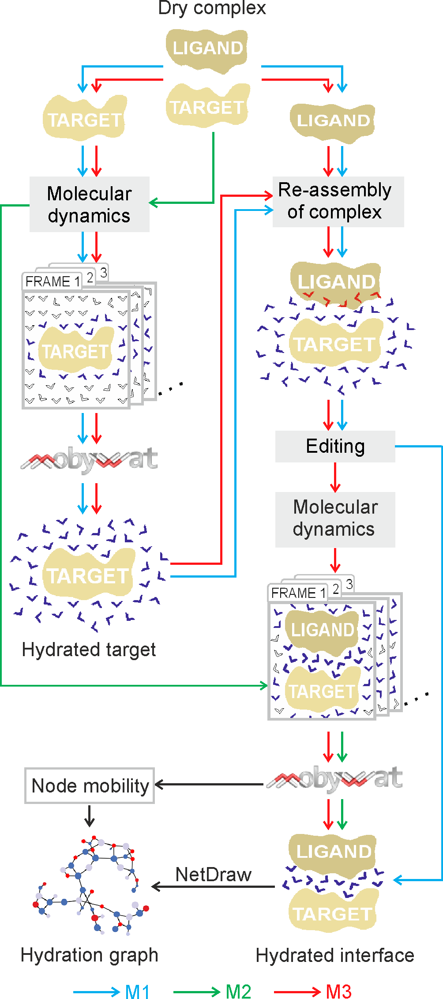 Dry complex
LIGAND
TARGET
TARGET
LIGAND
Molecular
dynamics
Re-assembly
of complex
FRAME 1
2
3
TARGET
LIGAND
TARGET
mobywat
Editing
Molecular
dynamics
TARGET
Hydrated target
FRAME 1
2
3
LIGAND
TARGET
mobywat
Node mobility
NetDraw
LIGAND
TARGET
Hydration graph
Hydrated interface
M1
M2
M3